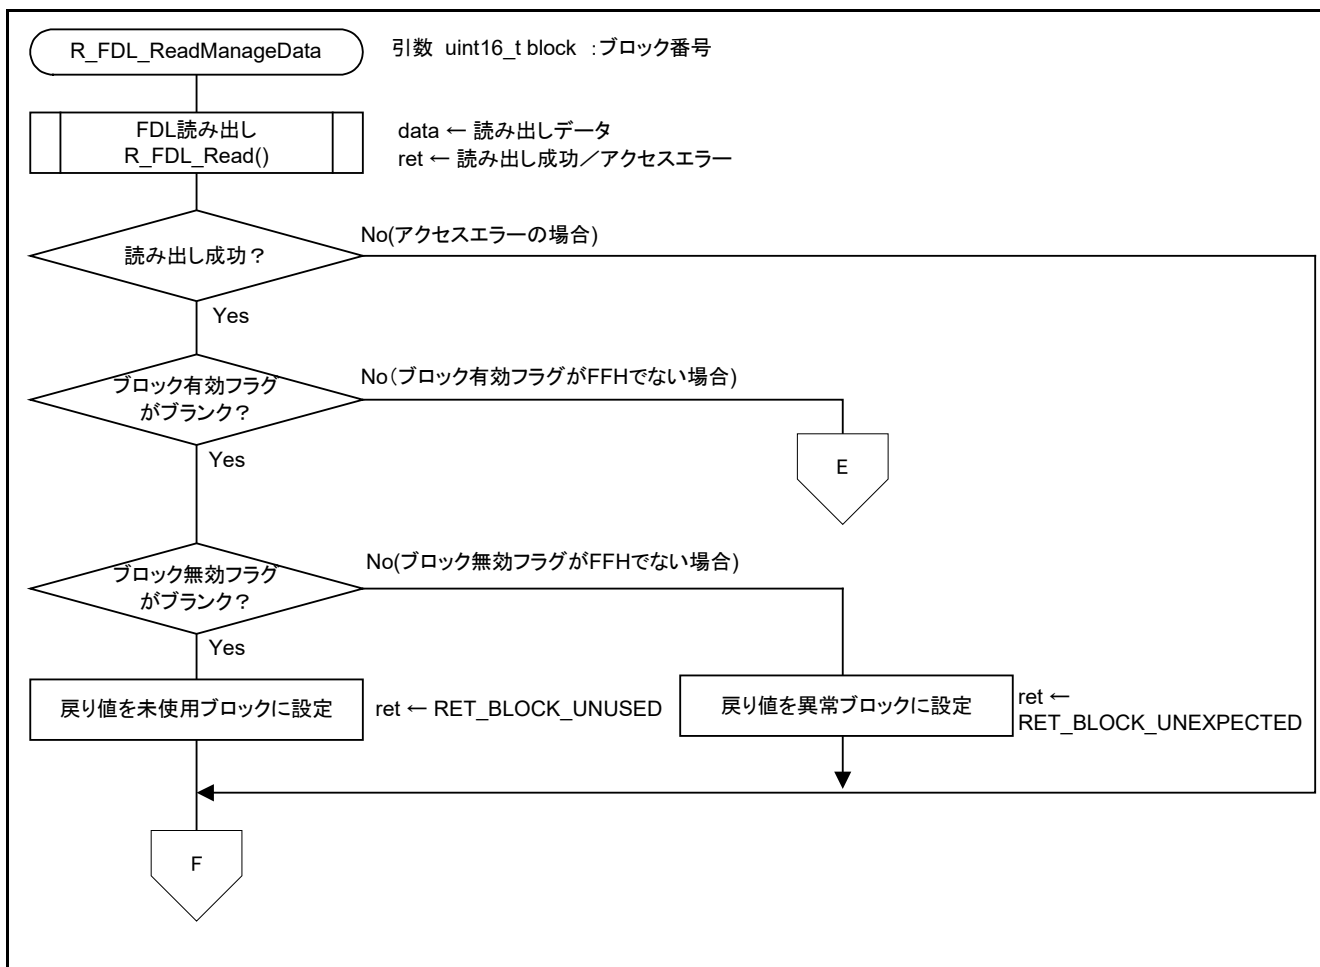 R_FDL_ReadManageData
引数 uint16_t block ：ブロック番号
FDL読み出し
R_FDL_Read()
data ← 読み出しデータ
ret ← 読み出し成功／アクセスエラー
読み出し成功？
No(アクセスエラーの場合)
Yes
ブロック有効フラグ
がブランク？
No（ブロック有効フラグがFFHでない場合)
E
Yes
ブロック無効フラグ
がブランク？
No(ブロック無効フラグがFFHでない場合)
Yes
戻り値を未使用ブロックに設定
ret ← RET_BLOCK_UNUSED
戻り値を異常ブロックに設定
ret ←
RET_BLOCK_UNEXPECTED
F